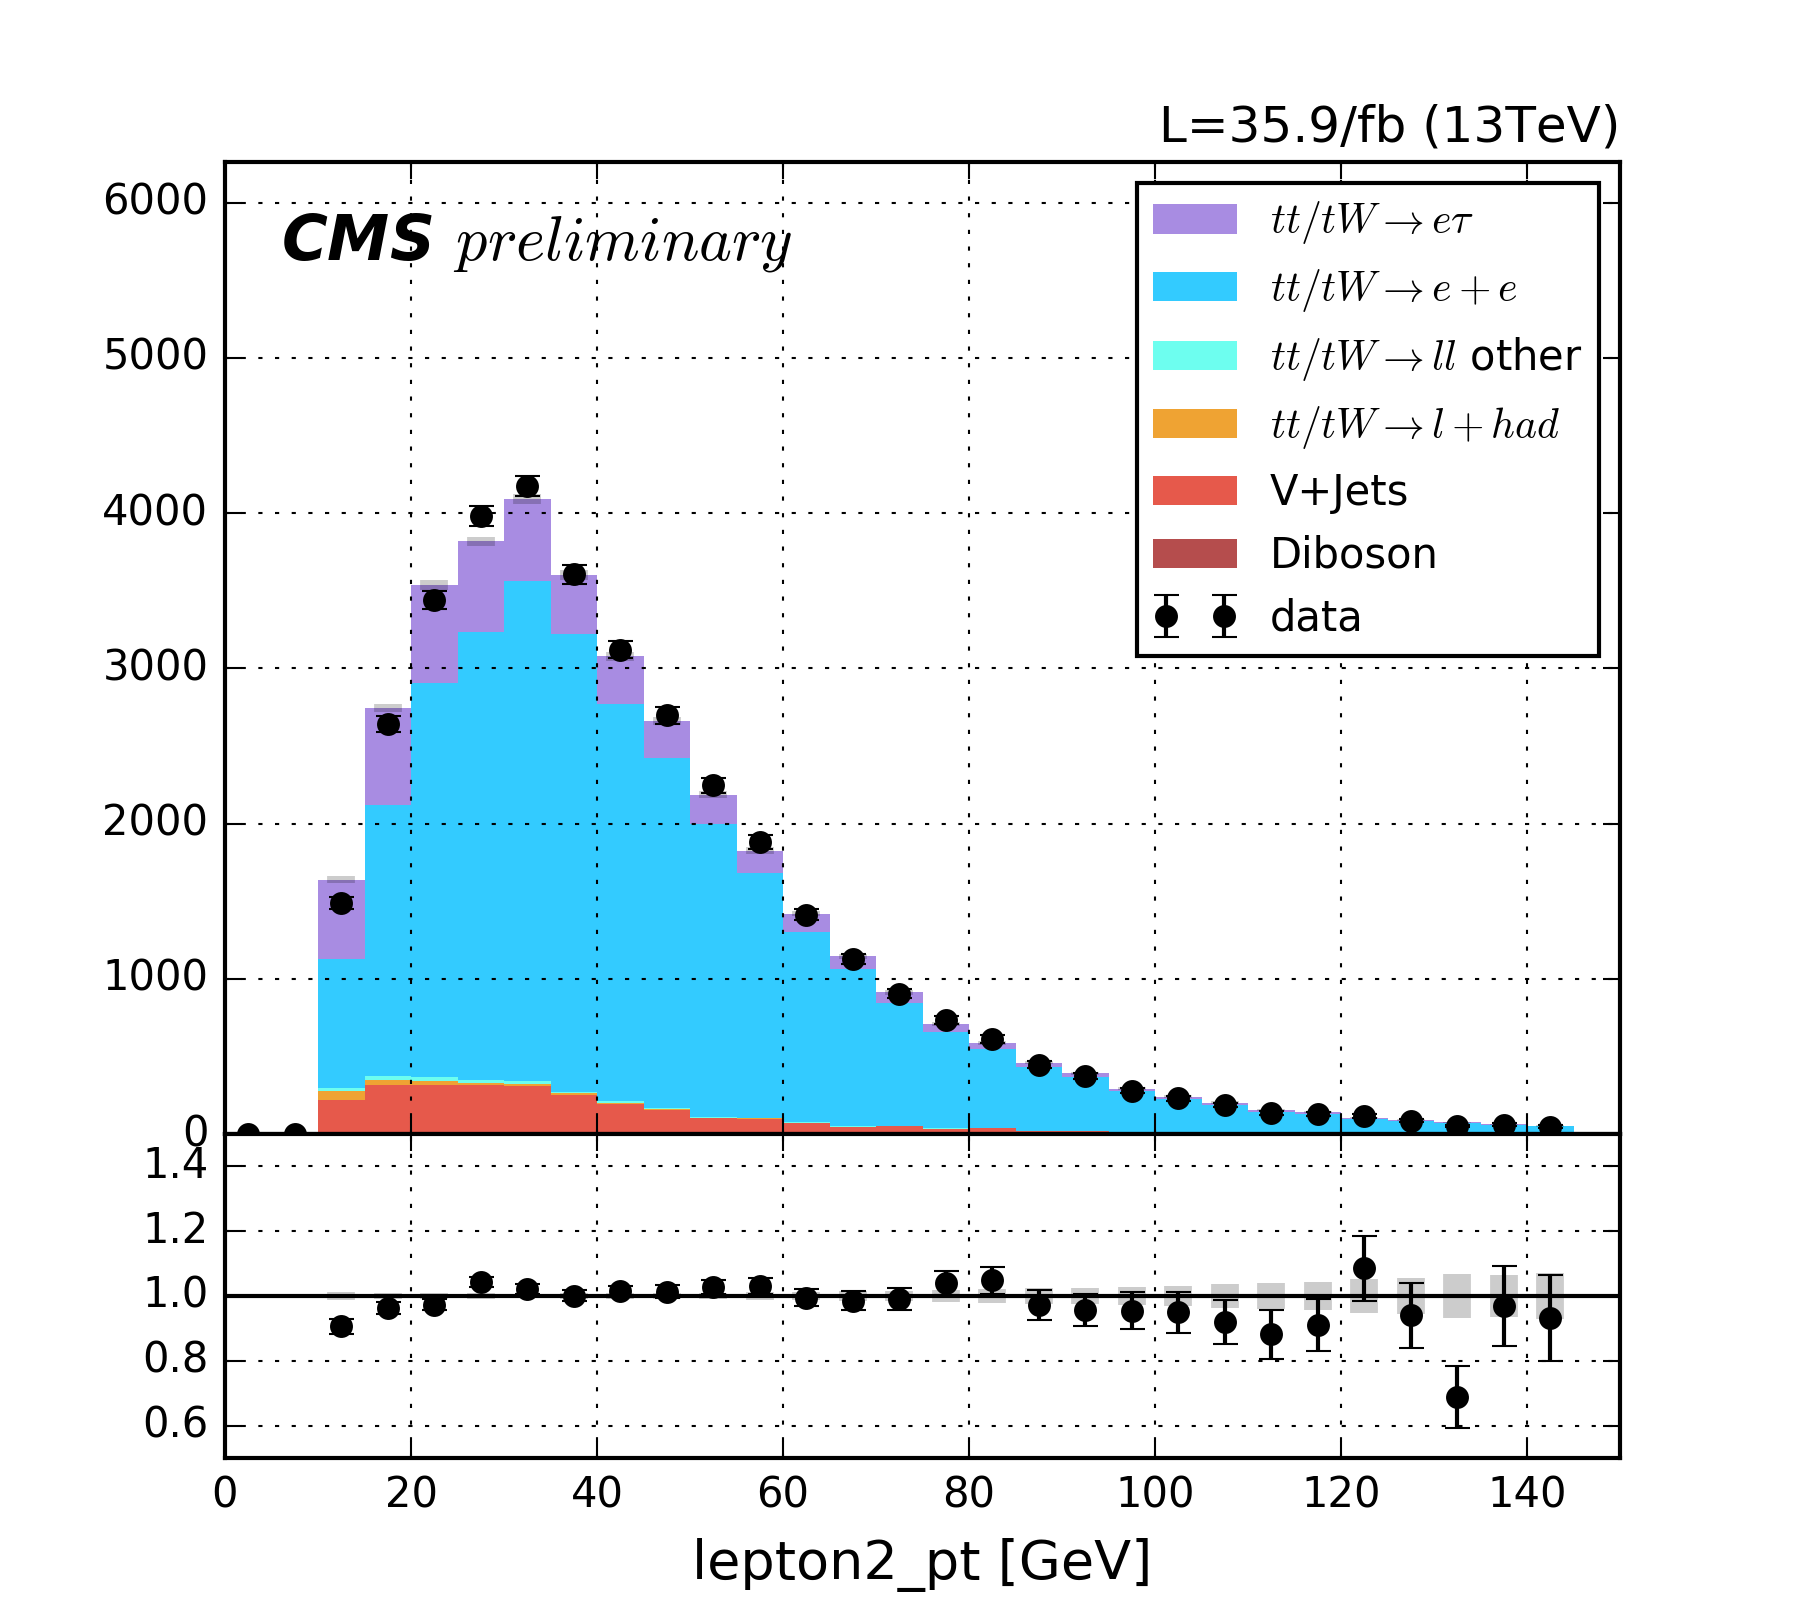 L=35.9/fb (13TeV)
CMS preliminary
6000
5000
4000
3000
2000
1000
0
tt/tW→eτ
tt/tW→e+e
tt/tW→ll other
tt/tW→l+had
V+Jets
Diboson
data
1.4
1.2
1.0
0.8
0.6
0 20 40 60 80 100 120 140
lepton2_pt [GeV]